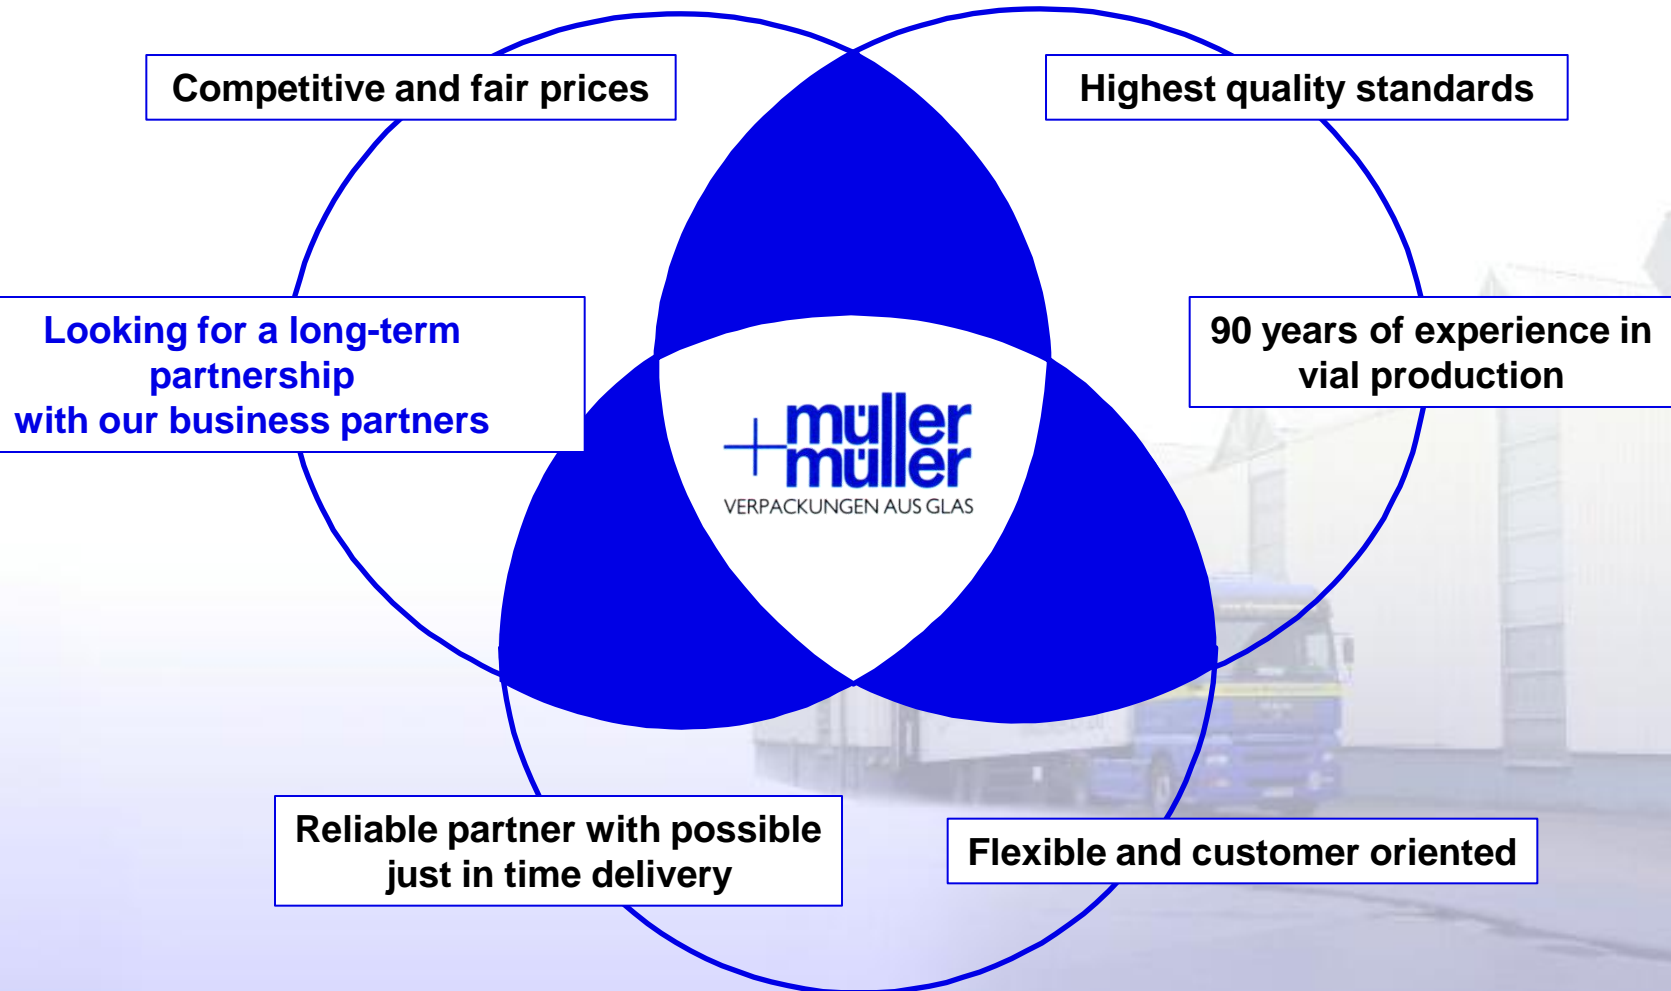 Competitive and fair prices
Highest quality standards
Looking for a long-term
partnership
with our business partners
90 years of experience in
vial production
müller
+müller
VERPACKUNGEN AUS GLAS
Reliable partner with possible
just in time delivery
Flexible and customer oriented